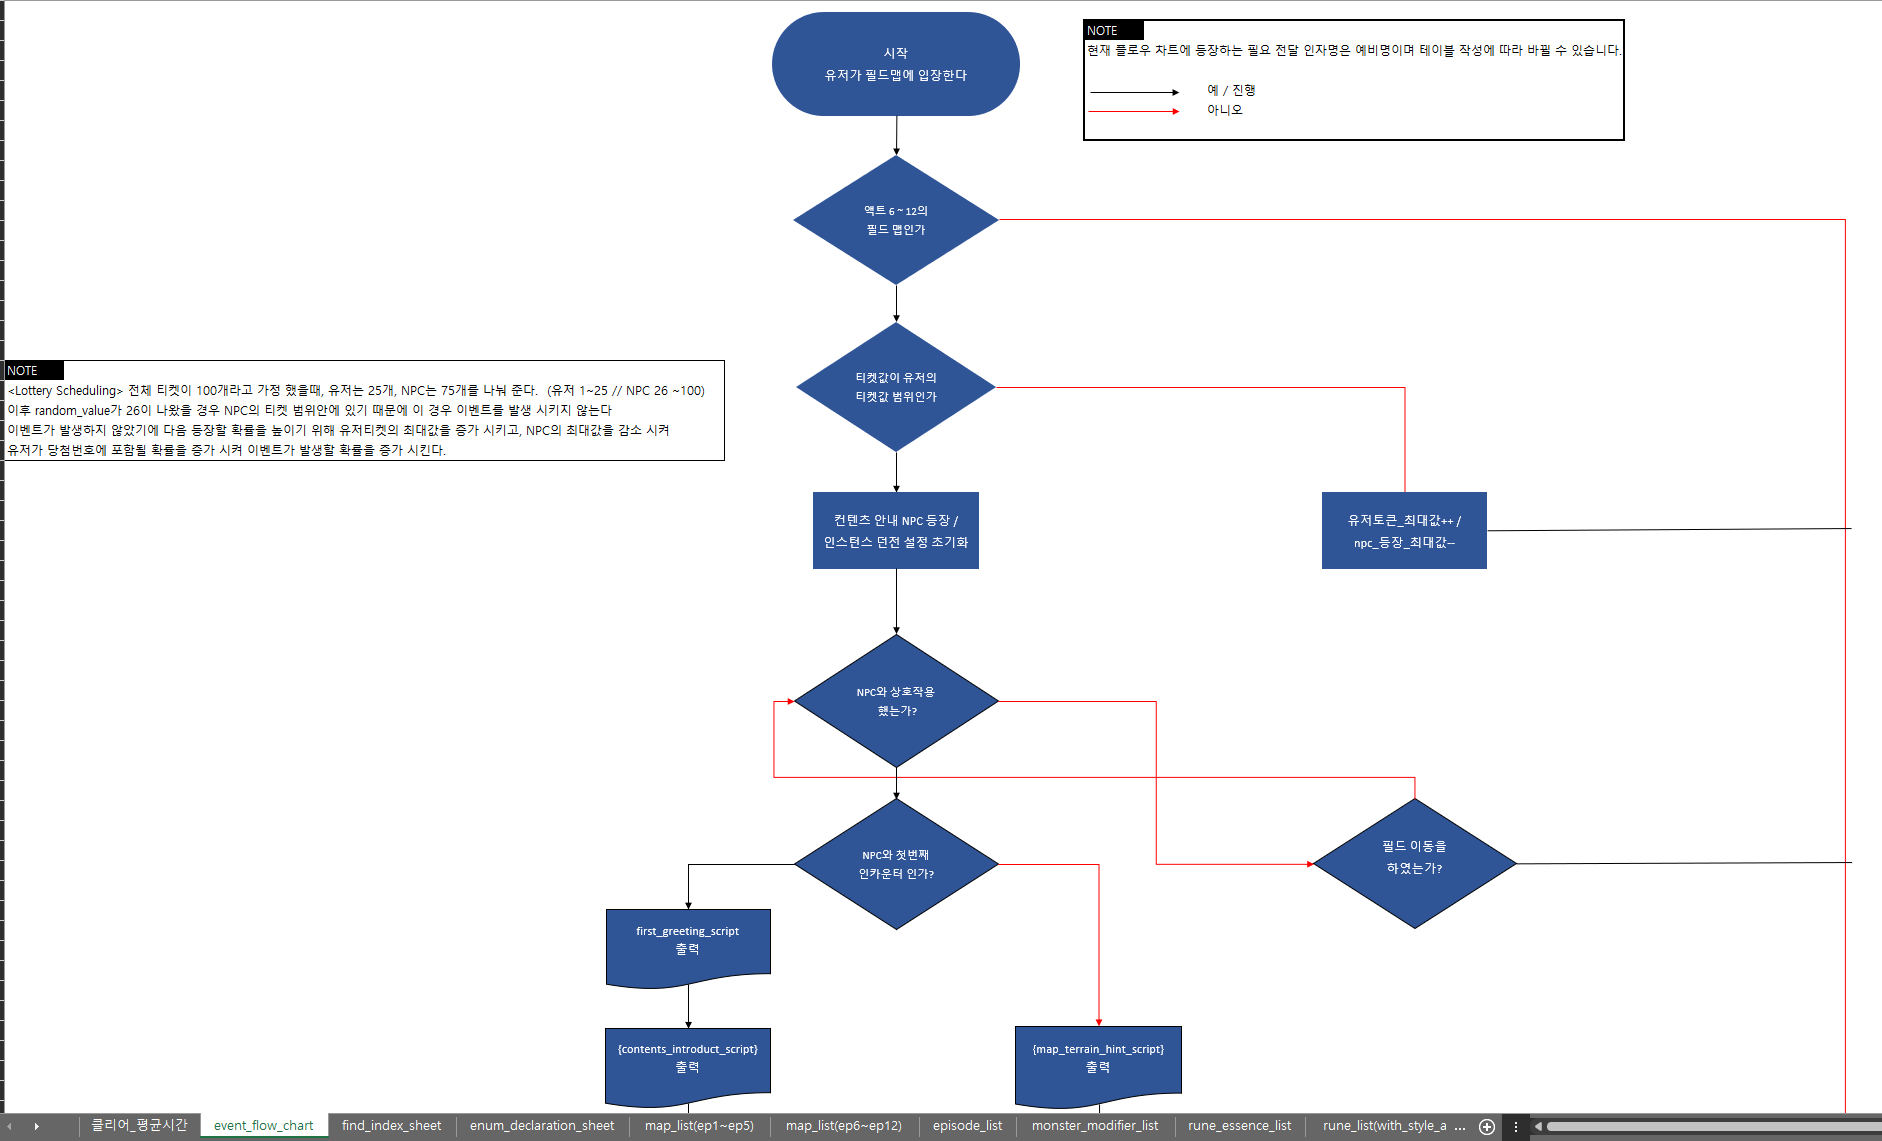 시작
유저가 필드맵에 입장한다
NOTE
현재 플로우 차트에 등장하는 필요 전달 인자명은 예비명이며 테이블 작성에 따라 바뀔 수 있습니다.
예 / 진행
아니오
액트 6 ~ 12의
필드 맵인가
NOTE
<Lottery Scheduling> 전체 티켓이 100개라고 가정 했을때, 유저는 25개, NPC는 75개를 나눠 준다. (유저 1~25 // NPC 26 ~100)
이후 random_value가 26이 나왔을 경우 NPC의 티켓 범위안에 있기 때문에 이 경우 이벤트를 발생 시키지 않는다
이벤트가 발생하지 않았기에 다음 등장할 확률을 높이기 위해 유저티켓의 최대값을 증가 시키고, NPC의 최대값을 감소 시켜
유저가 당첨번호에 포함될 확률을 증가 시켜 이벤트가 발생할 확률을 증가 시킨다.
티켓값이 유저의
티켓값 범위인가
컨텐츠 안내 NPC 등장 /
인스턴스 던전 설정 초기화
유저토큰_최대값++ /
npc_등장_최대값--
NPC와 상호작용
했는가?
NPC와 첫번째
인카운터 인가?
필드 이동을
하였는가?
first_greeting_script
출력
{contents_introduct_script}
출력
{map_terrain_hint_script}
출력
클리어_평균시간
event_flow_chart
find_index_sheet
enum_declaration_sheet
map_list(ep1~ep5)
map_list(ep6~ep12)
episode_list
monster_modifier_list
rune_essence_list
rune_list(with_style_a ...